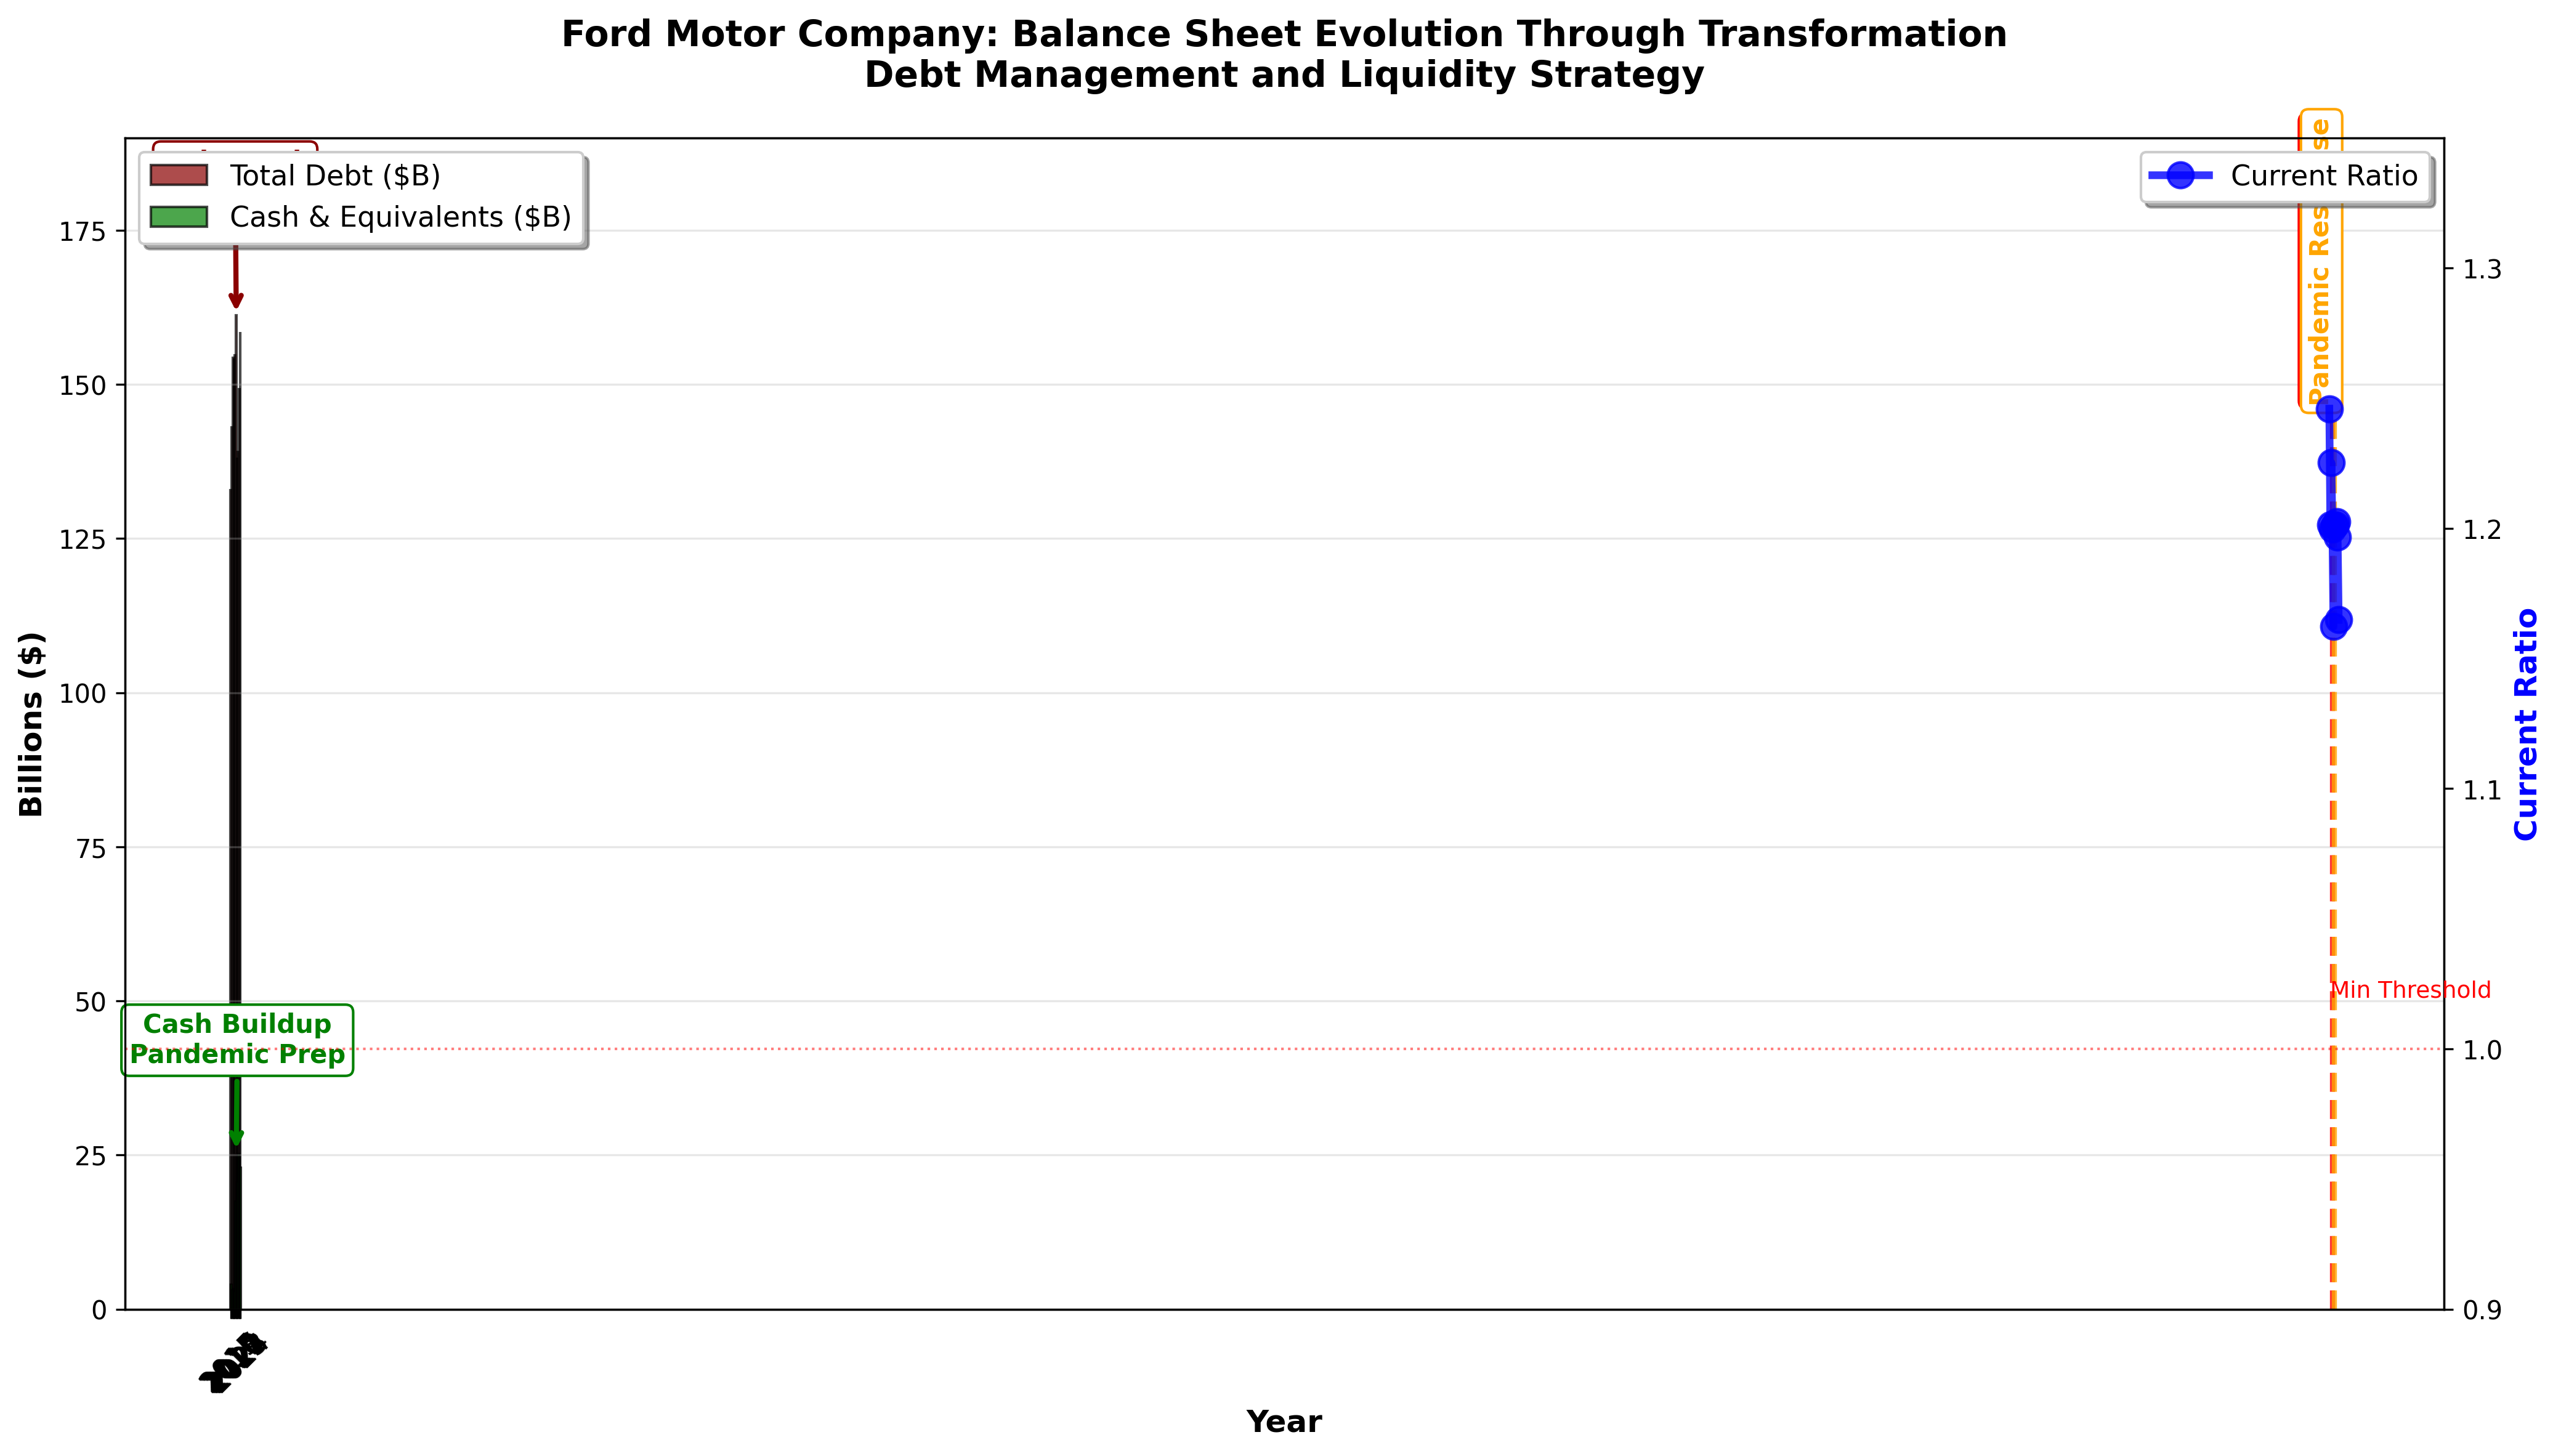 Ford Motor Company: Balance Sheet Evolution Through Transformation
Debt Management and Liquidity Strategy
Total Debt ($B)
Cash & Equivalents ($B)
Current Ratio
Pandemic
175
150
125
100
75
50
25
0
Billions ($)
1.3
1.2
1.1
1.0
0.9
Current Ratio
Min Threshold
Cash Buildup
Pandemic Prep
Year